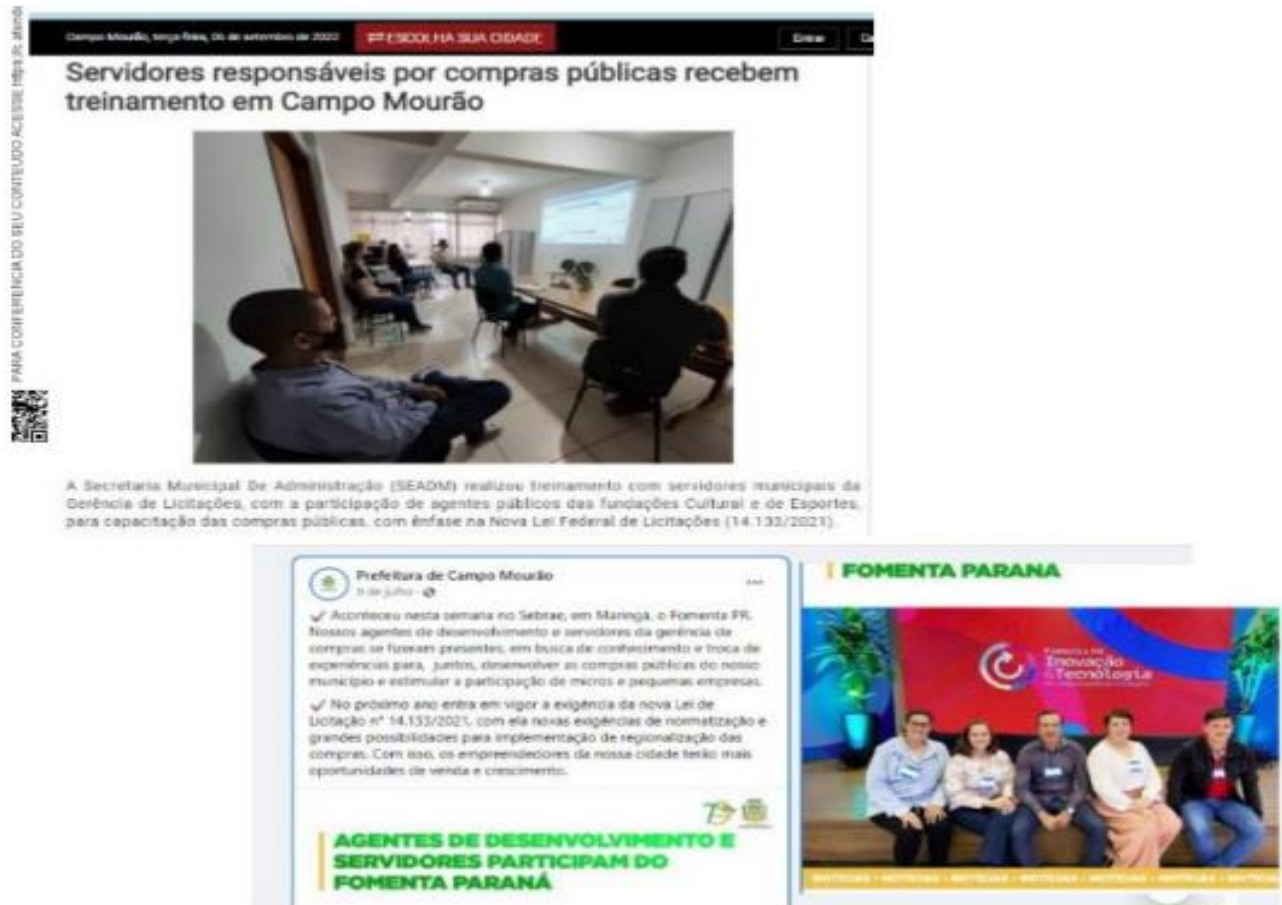 PARA CONFERÊNCIA DO SEU CONTEÚDO ACESSE
Campo Mourão, terça-feira, 06 de setembro de 2022
ESCOLHA SUA CIDADE
Entrar
Servidores responsáveis por compras públicas recebem
treinamento em Campo Mourão
A Secretaria Municipal De Administração (SEADM) realizou treinamento com servidores municipais da
Gerência de Licitações, com a participação de agentes públicos das fundações Cultural e de Esportes,
para capacitação das compras públicas, com ênfase na Nova Lei Federal de Licitações (14.133/2021).
Prefeitura de Campo Mourão
9 de julho
Aconteceu nesta semana no Sebrae, em Maringá, o Fomenta PR.
Nossos agentes de desenvolvimento e servidores da gerência de
compras se fizeram presentes, em busca de conhecimento e troca de
experiências para, juntos, desenvolver as compras públicas do nosso
município e estimular a participação de micros e pequenas empresas.
No próximo ano entra em vigor a exigência da nova Lei de
Licitação nº 14.133/2021, com ela novas exigências de normatização e
grandes possibilidades para implementação de regionalização das
compras. Com isso, os empreendedores da nossa cidade terão mais
oportunidades de venda e crescimento.
AGENTES DE DESENVOLVIMENTO E
SERVIDORES PARTICIPAM DO
FOMENTA PARANÁ
FOMENTA PARANA
Inovação
&Tecnologia
NOTÍCIAS • NOTÍCIAS • NOTÍCIAS • NOTÍCIAS • NOTÍCIAS • NOTÍCIAS